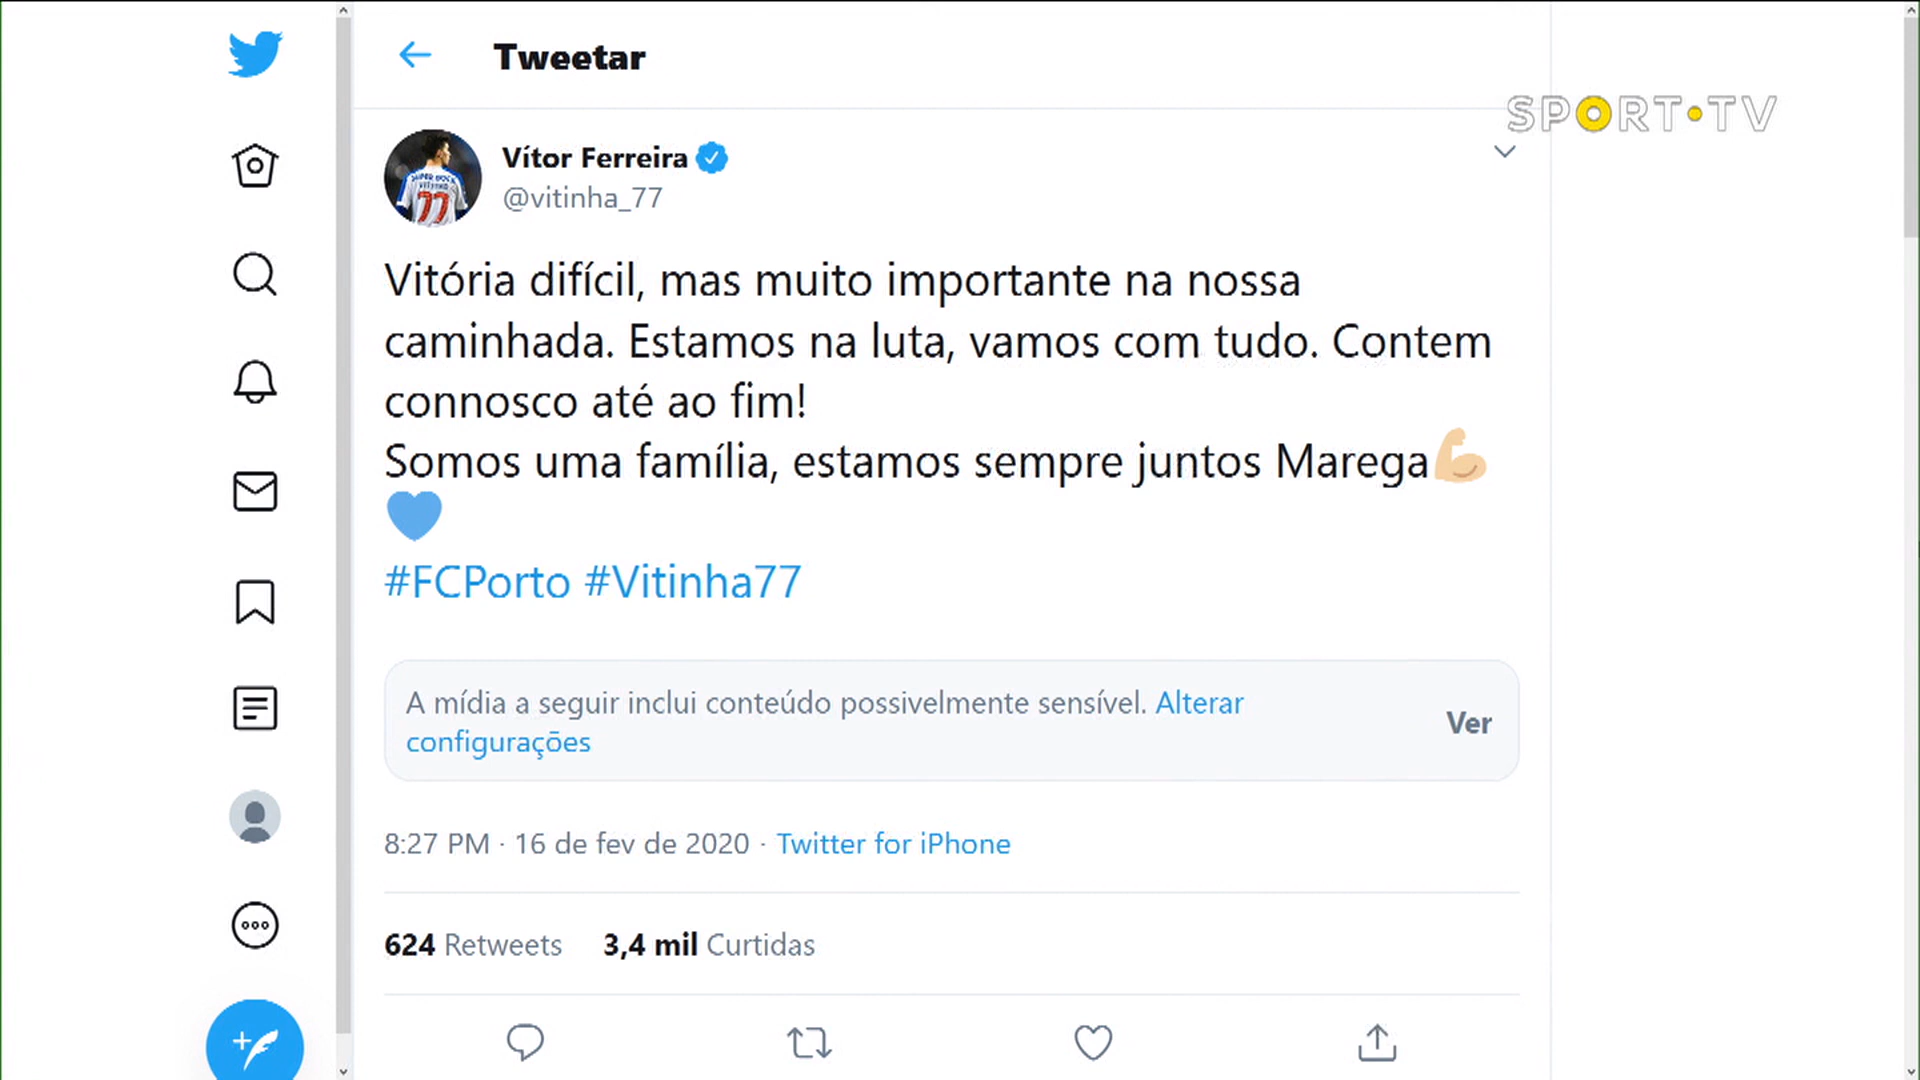 Tweetar
SPORT•TV
Vítor Ferreira
@vitinha_77
Vitória difícil, mas muito importante na nossa
caminhada. Estamos na luta, vamos com tudo. Contem
connosco até ao fim!
Somos uma família, estamos sempre juntos Marega💪🏼
💙
#FCPorto #Vitinha77
A mídia a seguir inclui conteúdo possivelmente sensível. Alterar
configurações
Ver
8:27 PM · 16 de fev de 2020 · Twitter for iPhone
624 Retweets 3,4 mil Curtidas